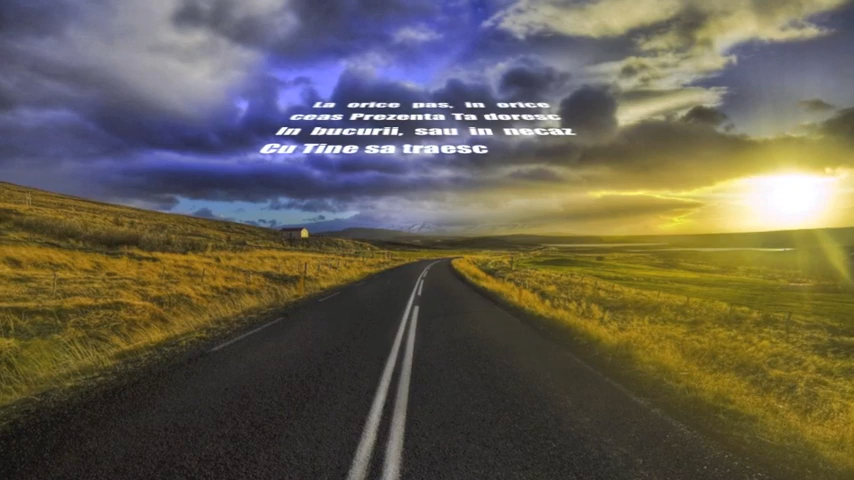 La orice pas, in orice
ceas Prezenta Ta doresc
In bucurii, sau in necaz
Cu Tine sa traesc